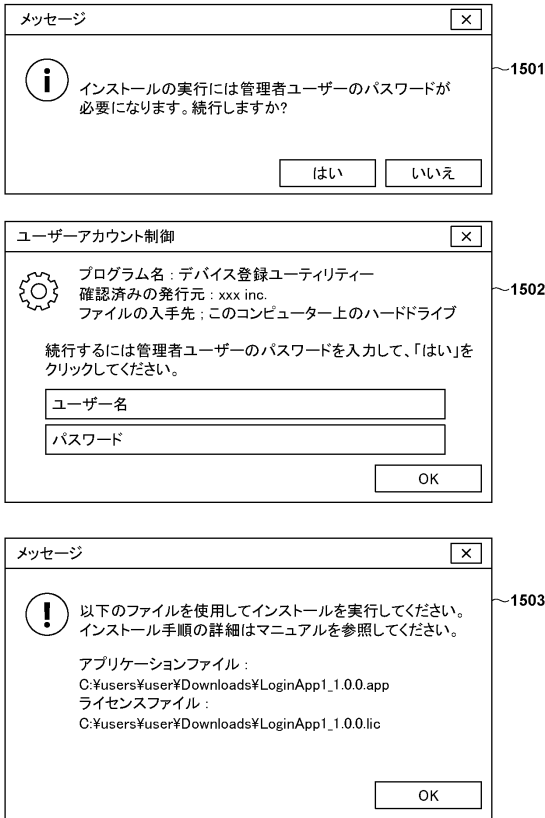 メッセージ
×
1501
i
インストールの実行には管理者ユーザーのパスワードが
必要になります。続行しますか?
はい
いいえ
ユーザーアカウント制御
×
1502
プログラム名 : デバイス登録ユーティリティー
確認済みの発行元 : xxx inc.
ファイルの入手先 ; このコンピューター上のハードドライブ
続行するには管理者ユーザーのパスワードを入力して、「はい」を
クリックしてください。
ユーザー名
パスワード
OK
メッセージ
×
1503
!
以下のファイルを使用してインストールを実行してください。
インストール手順の詳細はマニュアルを参照してください。
アプリケーションファイル :
C:¥users¥user¥Downloads¥LoginApp1_1.0.0.app
ライセンスファイル :
C:¥users¥user¥Downloads¥LoginApp1_1.0.0.lic
OK